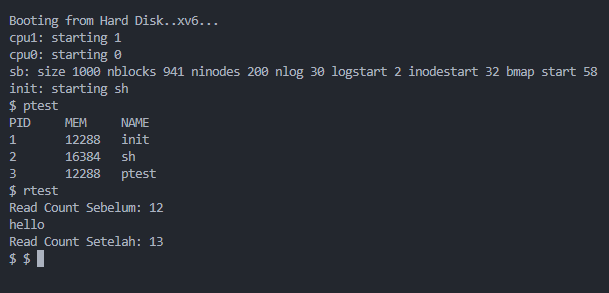 Booting from Hard Disk..xv6...
cpu1: starting 1
cpu0: starting 0
sb: size 1000 nblocks 941 ninodes 200 nlog 30 logstart 2 inodestart 32 bmap start 58
init: starting sh
$ ptest
PID MEM NAME
1 12288 init
2 16384 sh
3 12288 ptest
$ rtest
Read Count Sebelum: 12
hello
Read Count Setelah: 13
$ $